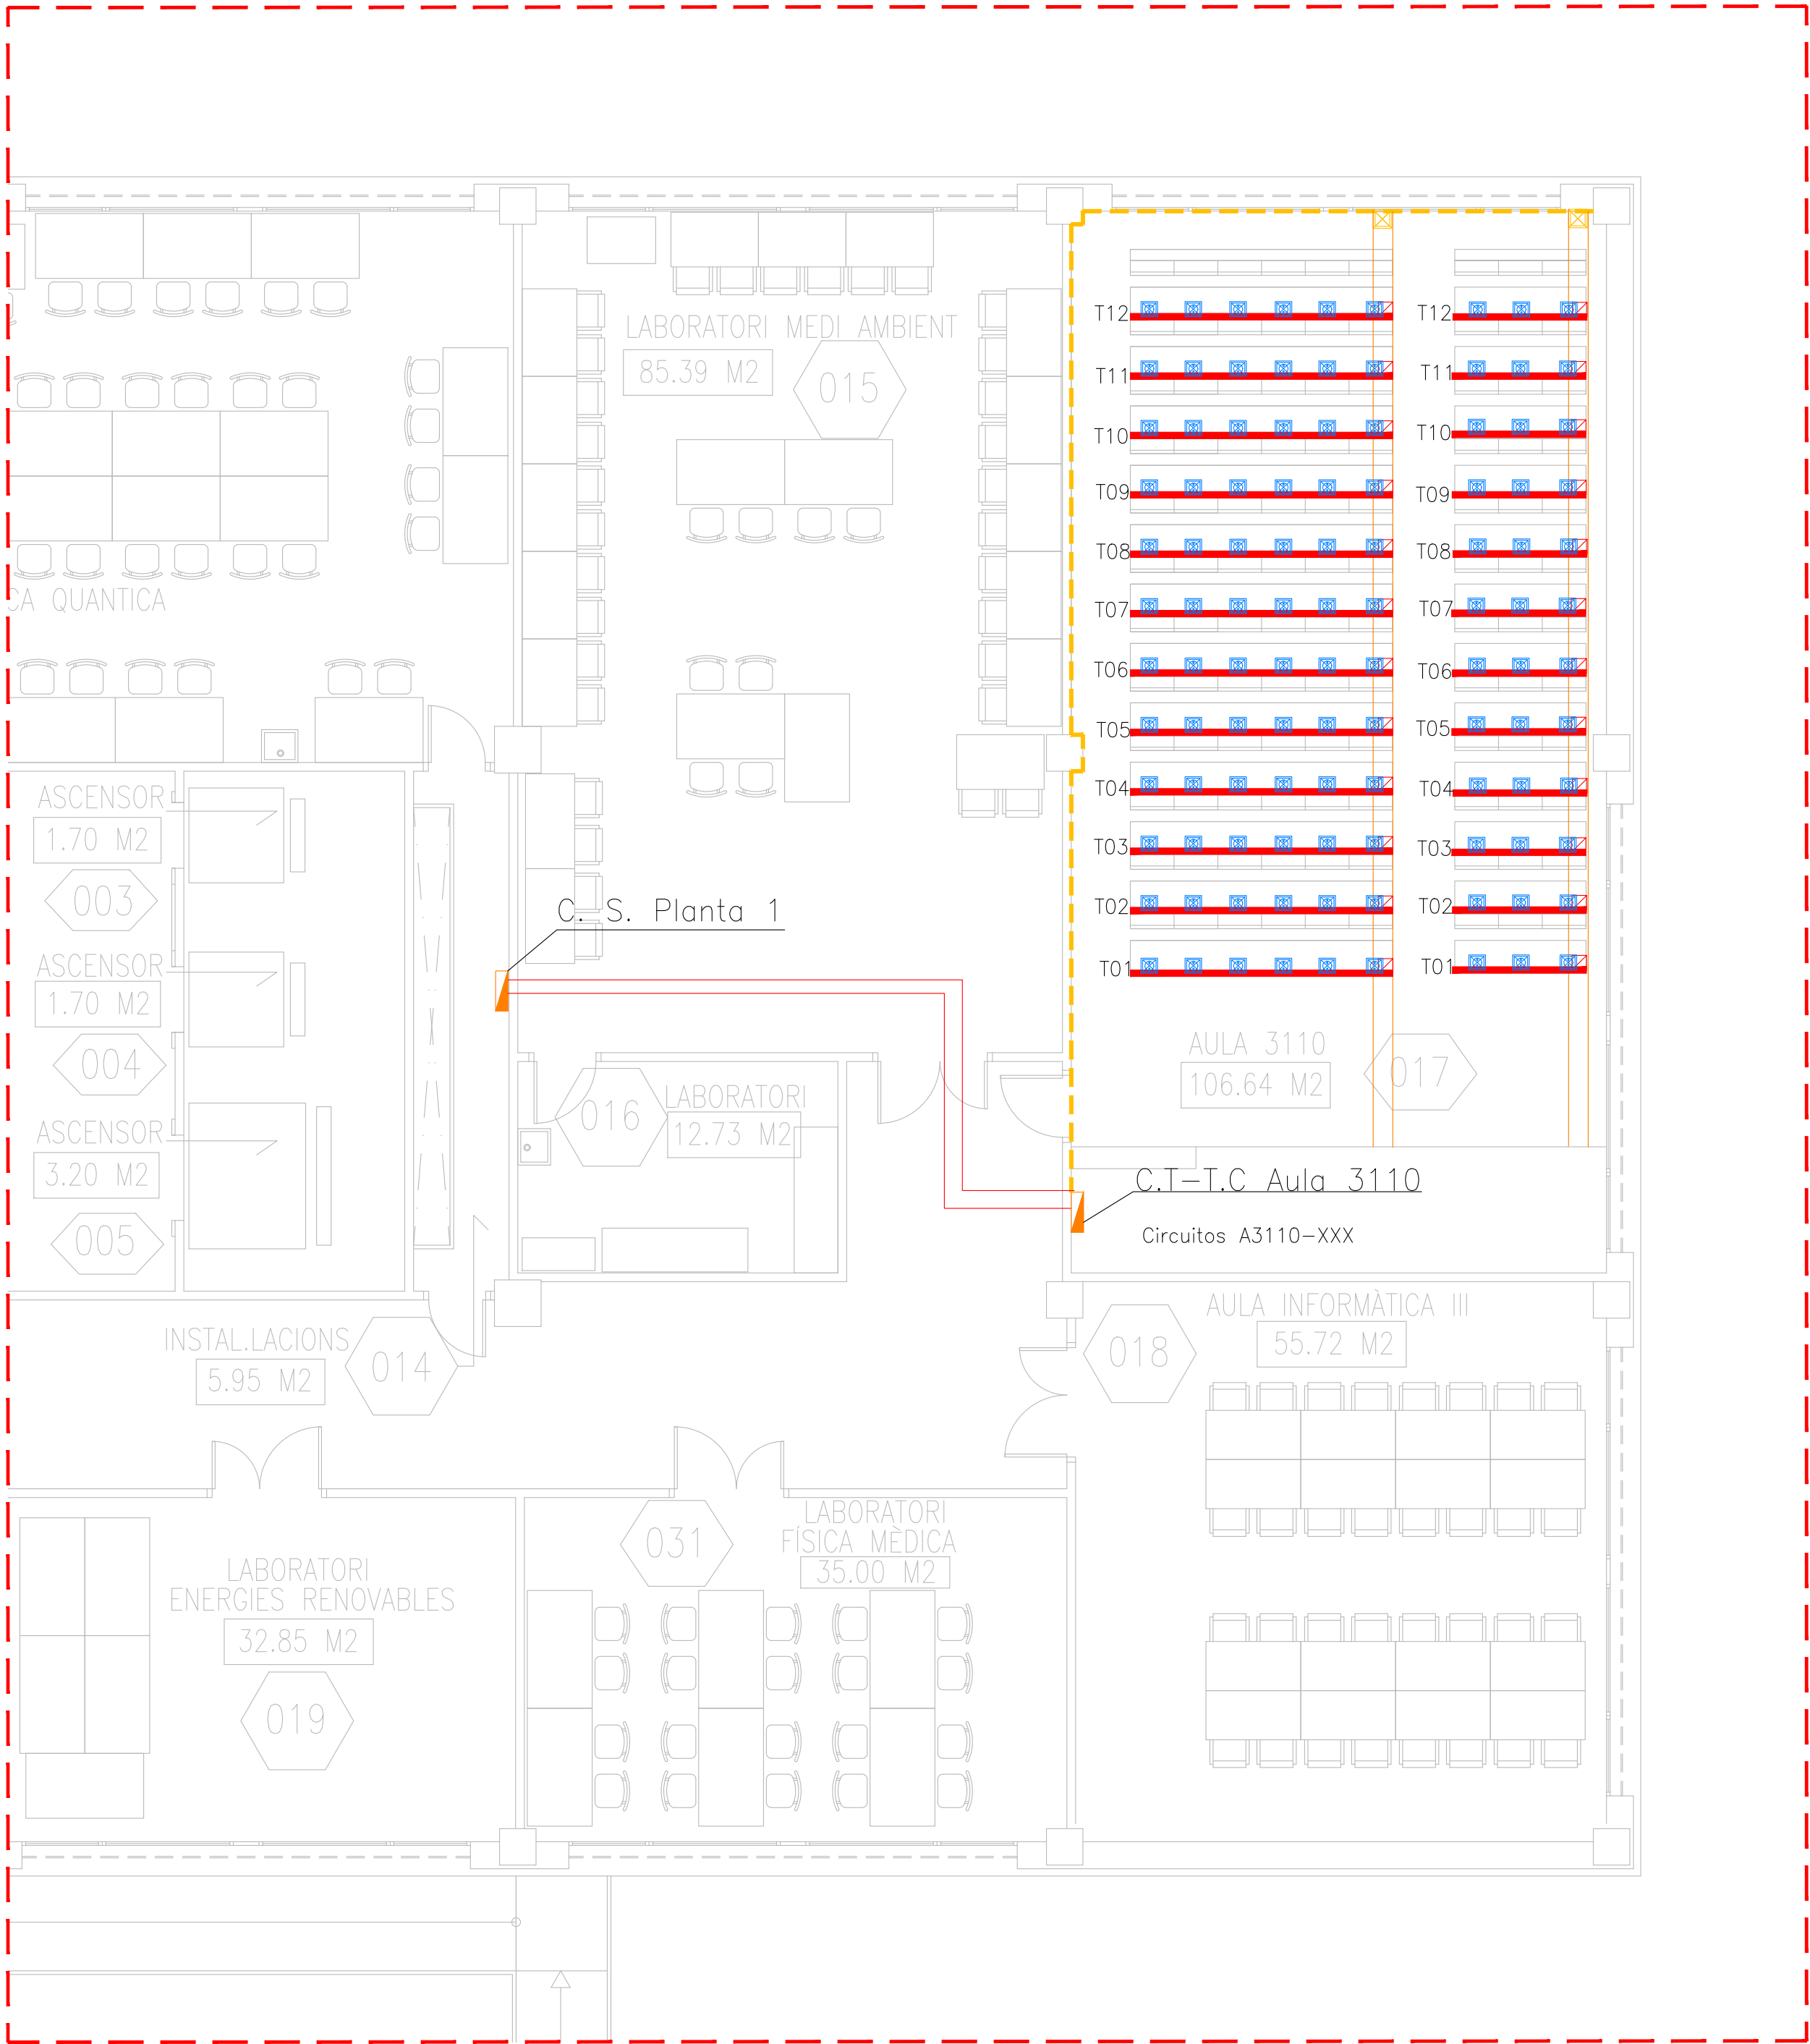 LABORATORI MEDI AMBIENT
85.39 M2
015
T12
T12
T11
T11
T10
T10
T09
T09
T08
T08
T07
T07
T06
T06
T05
T05
T04
T04
T03
T03
T02
T02
T01
T01
CA QUANTICA
ASCENSOR
1.70 M2
003
C. S. Planta 1
ASCENSOR
1.70 M2
004
AULA 3110
106.64 M2
017
LABORATORI
12.73 M2
016
ASCENSOR
3.20 M2
005
C.T-T.C Aula 3110
Circuitos A3110-XXX
INSTAL.LACIONS
5.95 M2
014
AULA INFORMÀTICA III
55.72 M2
018
LABORATORI
FÍSICA MÈDICA
35.00 M2
031
LABORATORI
ENERGIES RENOVABLES
32.85 M2
019